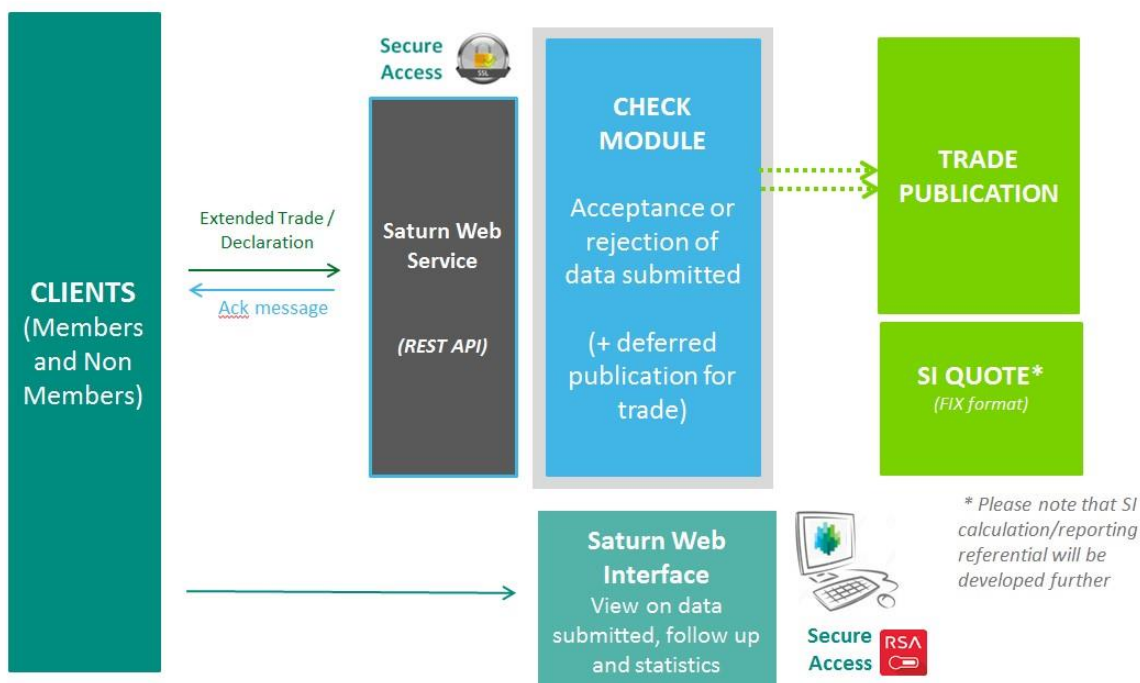 CLIENTS
(Members
and Non
Members)
Extended Trade /
Declaration
Ack message
Secure
Access
SSL
Saturn Web
Service
(REST API)
CHECK
MODULE
Acceptance or
rejection of
data submitted
(+ deferred
publication for
trade)
TRADE
PUBLICATION
SI QUOTE*
(FIX format)
* Please note that SI
calculation/reporting
referential will be
developed further
Saturn Web
Interface
View on data
submitted, follow up
and statistics
Secure
Access
RSA